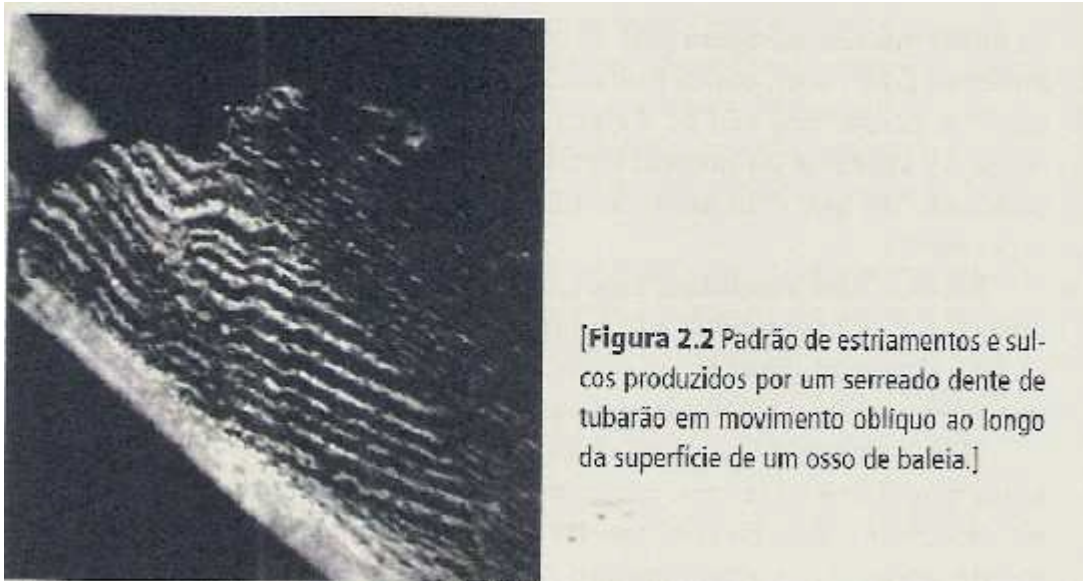 [Figura 2.2 Padrão de estriamentos e sul-
cos produzidos por um serreado dente de
tubarão em movimento oblíquo ao longo
da superfície de um osso de baleia.]